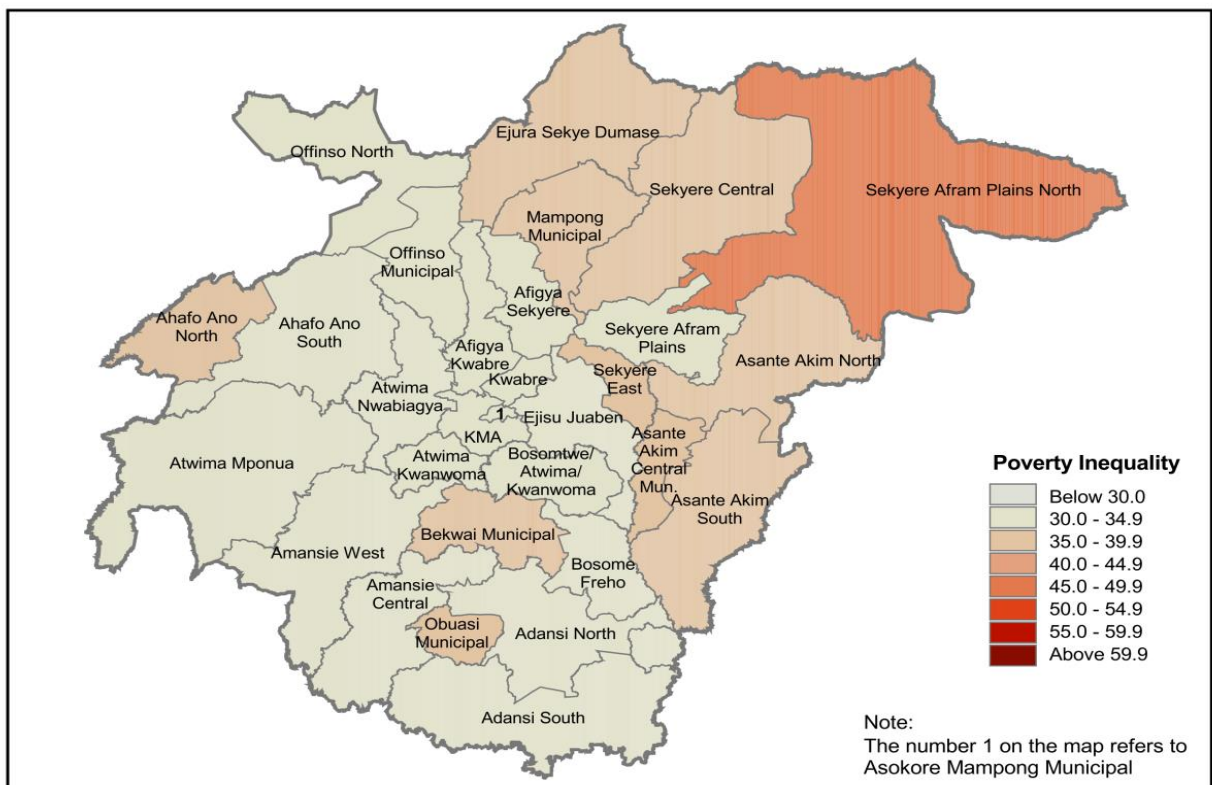 Ejura Sekye Dumase
Offinso North
Sekyere Central
Sekyere Afram Plains North
Mampong
Municipal
Offinso
Municipal
Afigya
Sekyere
Ahafo Ano
North
Ahafo Ano
South
Sekyere Afram
Plains
Asante Akim North
Afigya
Kwabre
Kwabre
Sekyere
East
Atwima
Nwabiagya
1
Ejisu Juaben
KMA
Asante
Akim
Central
Mun.
Atwima
Kwanwoma
Bosomtwe/
Atwima/
Kwanwoma
Atwima Mponua
Asante Akim
South
Bekwai Municipal
Amansie West
Bosome
Freho
Amansie
Central
Obuasi
Municipal
Adansi North
Adansi South
Poverty Inequality
Below 30.0
30.0 - 34.9
35.0 - 39.9
40.0 - 44.9
45.0 - 49.9
50.0 - 54.9
55.0 - 59.9
Above 59.9
Note:
The number 1 on the map refers to
Asokore Mampong Municipal